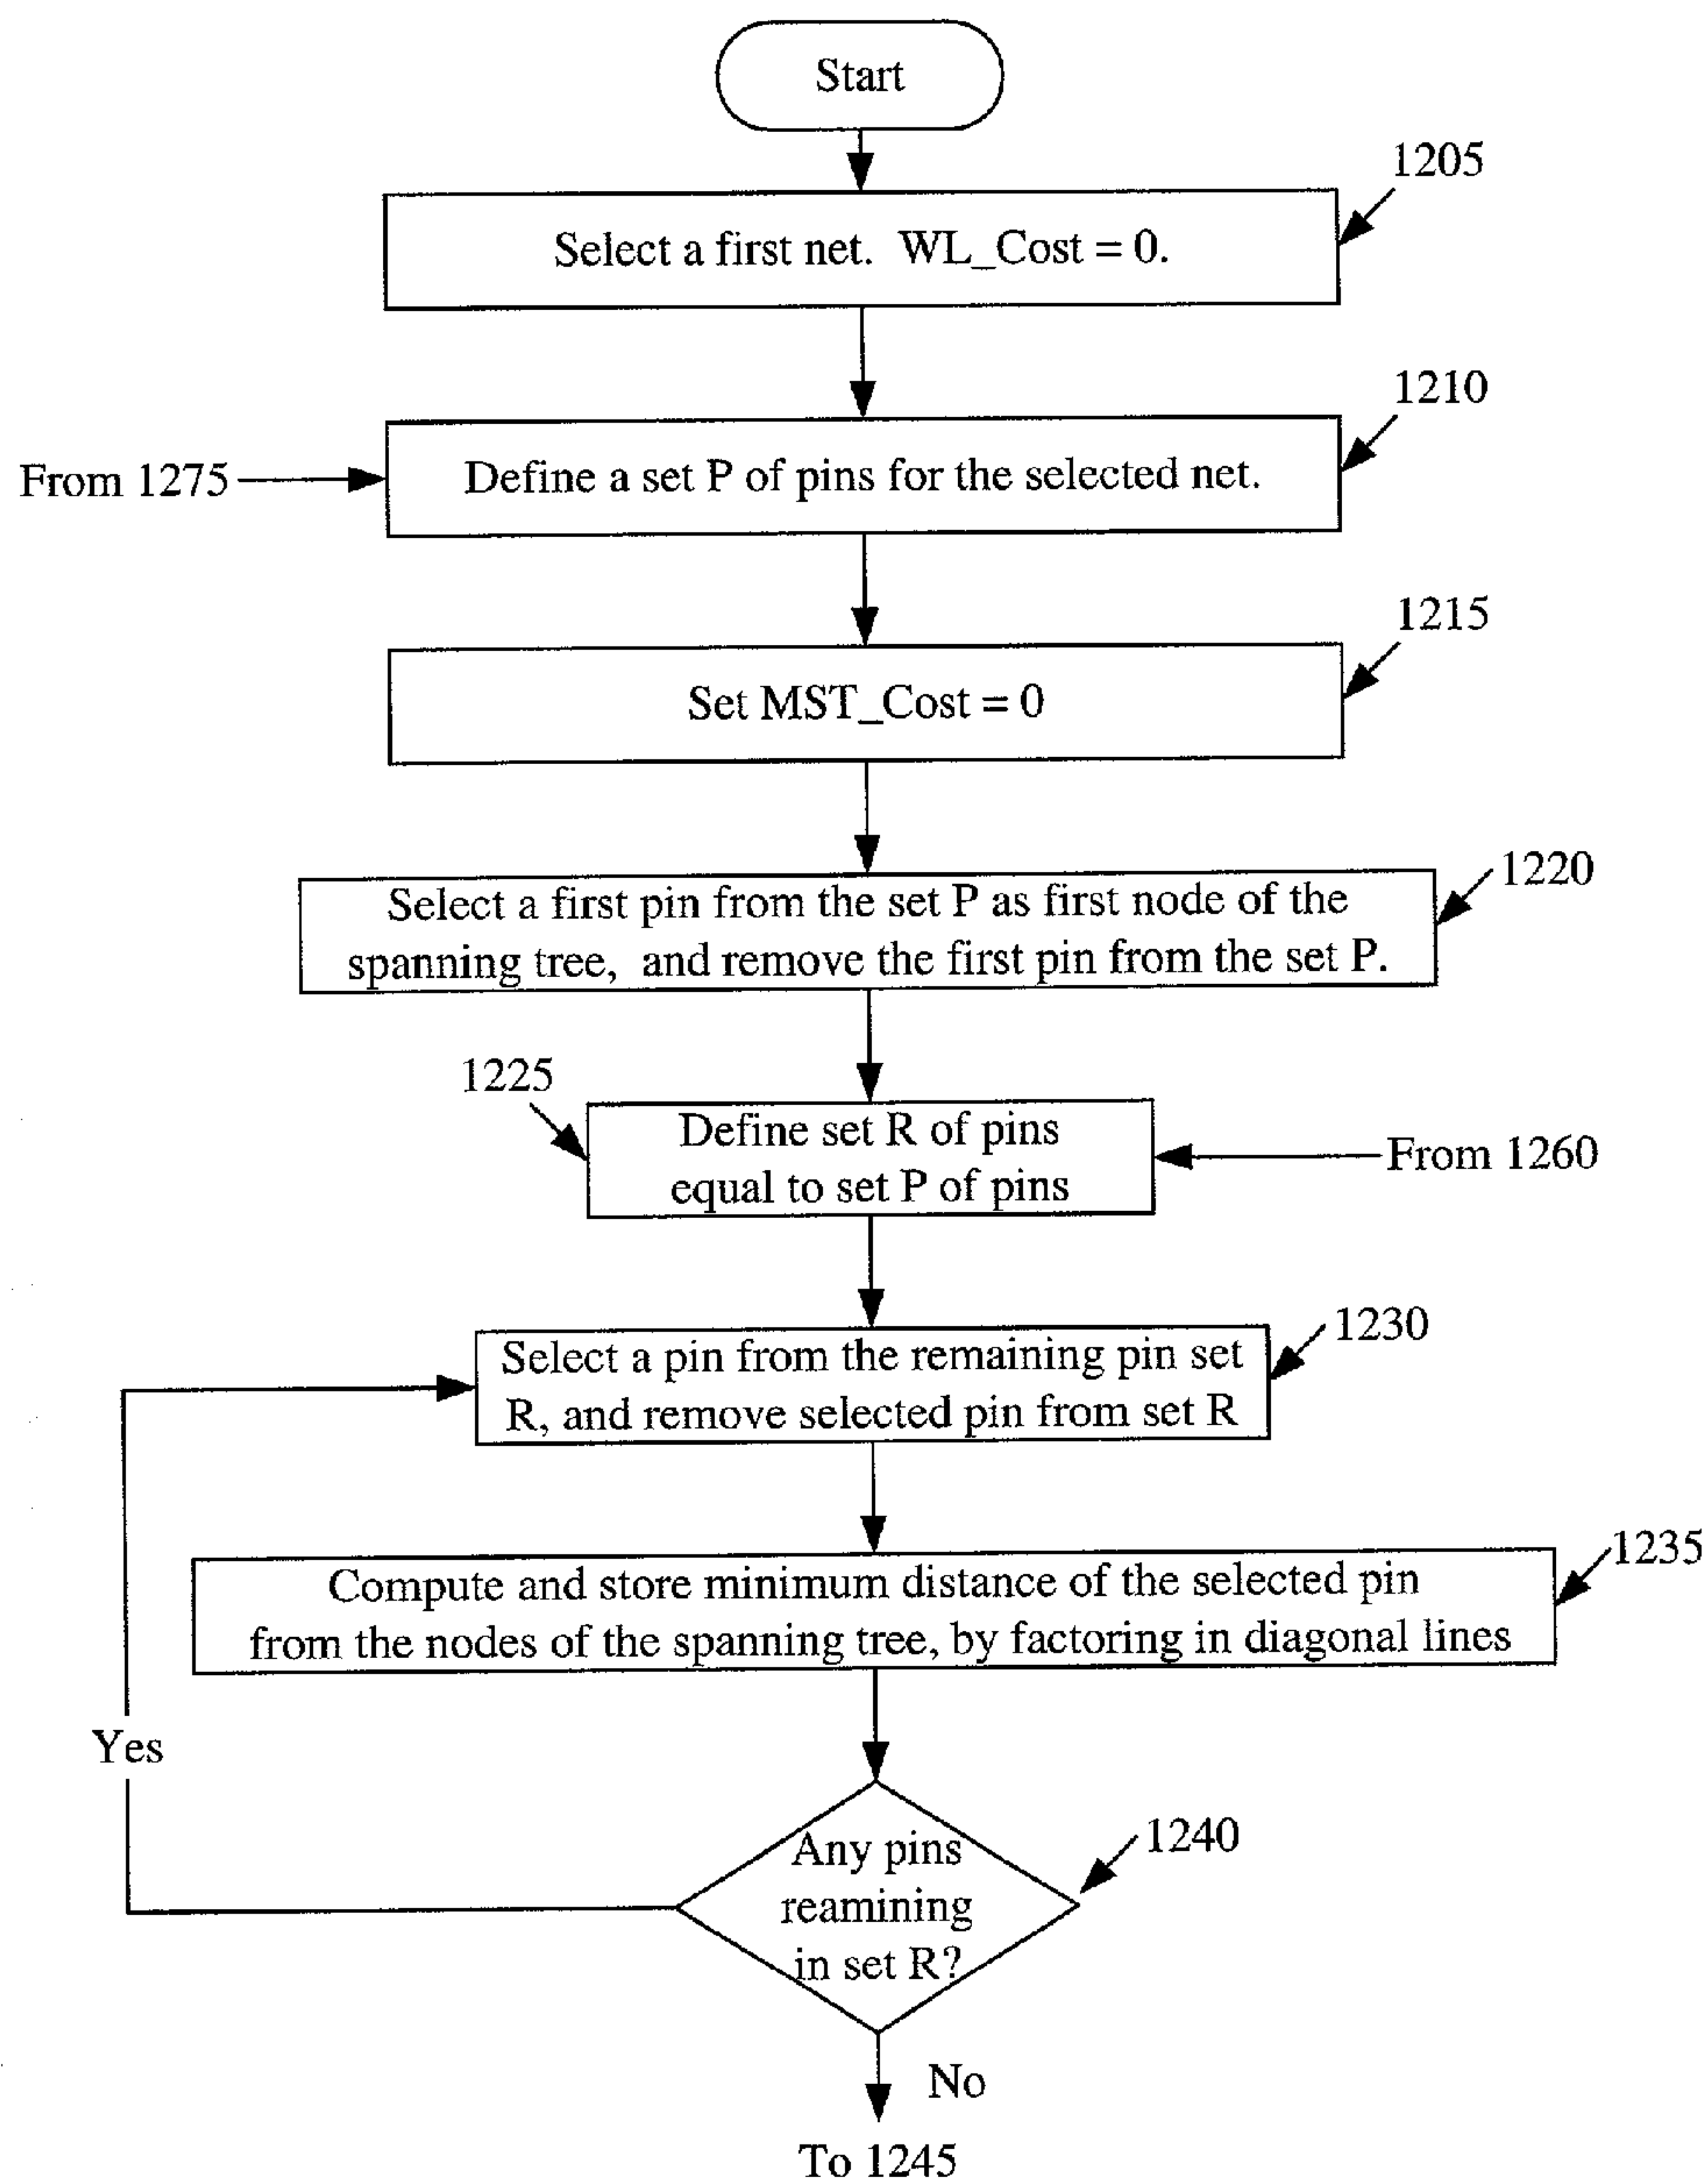 Start
1205
Select a first net. WL_Cost = 0.
1210
From 1275
Define a set P of pins for the selected net.
1215
Set MST_Cost = 0
1220
Select a first pin from the set P as first node of the
spanning tree, and remove the first pin from the set P.
1225
Define set R of pins
equal to set P of pins
From 1260
1230
Select a pin from the remaining pin set
R, and remove selected pin from set R
1235
Compute and store minimum distance of the selected pin
from the nodes of the spanning tree, by factoring in diagonal lines
Yes
1240
Any pins
reamining
in set R?
No
To 1245